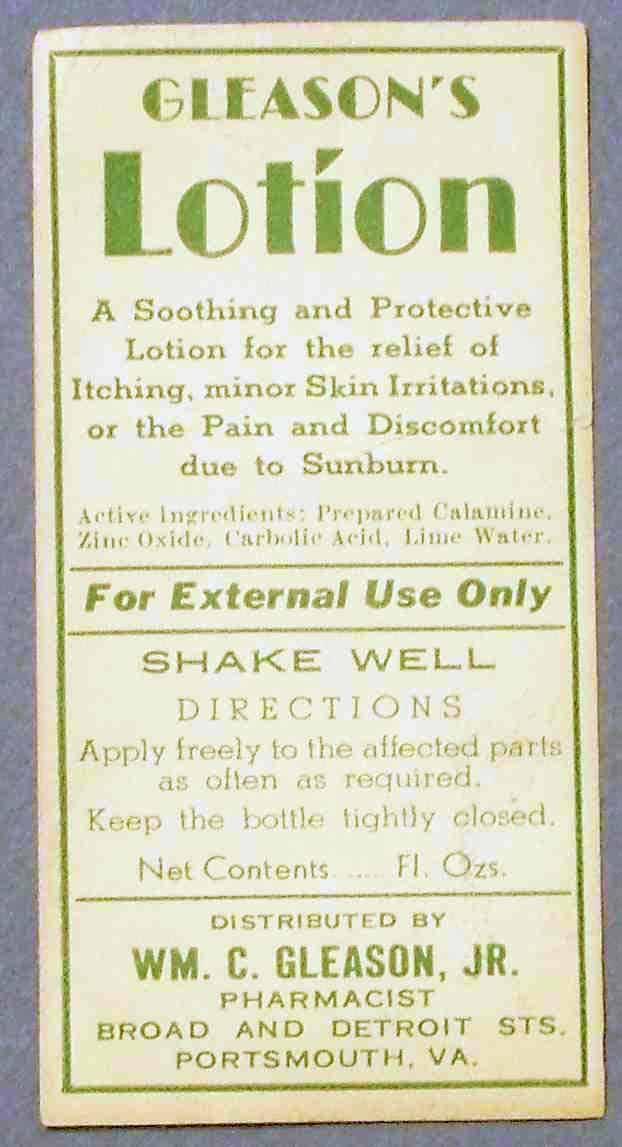 GLEASON'S
Lotion
A Soothing and Protective
Lotion for the relief of
Itching, minor Skin Irritations,
or the Pain and Discomfort
due to Sunburn.
Active Ingredients: Prepared Calamine,
Zinc Oxide, Carbolic Acid, Lime Water.
For External Use Only
SHAKE WELL
DIRECTIONS
Apply freely to the affected parts
as often as required.
Keep the bottle tightly closed.
Net Contents ..... Fl. Ozs.
DISTRIBUTED BY
WM. C. GLEASON, JR.
PHARMACIST
BROAD AND DETROIT STS.
PORTSMOUTH, VA.